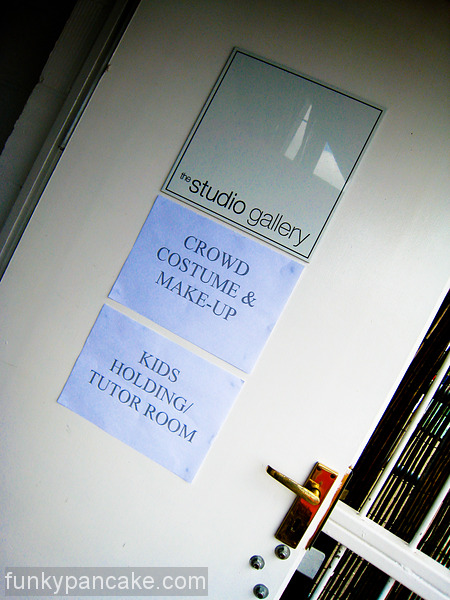 the studio gallery
CROWD
COSTUME &
MAKE-UP
KIDS
HOLDING/
TUTOR ROOM
funkypancake.com